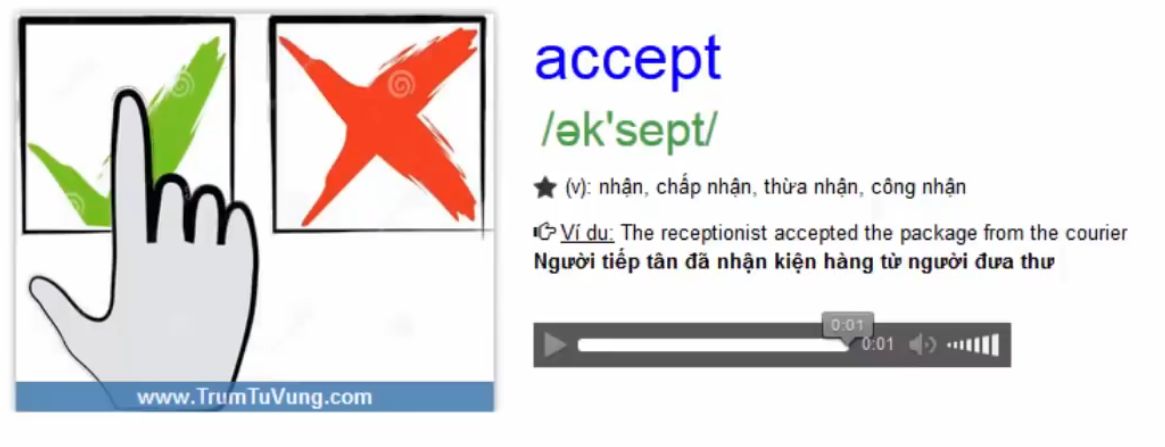 accept
/ək'sept/
★ (v): nhận, chấp nhận, thừa nhận, công nhận
Ví dụ: The receptionist accepted the package from the courier
Người tiếp tân đã nhận kiện hàng từ người đưa thư
0:01
0:01
www.TrumTuVung.com